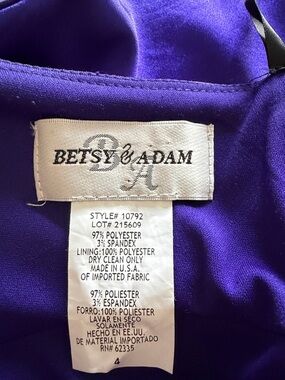 BETSY & ADAM
BA
STYLE# 10792
LOT# 215609
97% POLYESTER
3% SPANDEX
LINING:100% POLYESTER
DRY CLEAN ONLY
MADE IN U.S.A.
OF IMPORTED FABRIC
97% POLIESTER
3% ESPANDEX
FORRO:100% POLIESTER
LAVAR EN SECO
SOLAMENTE
HECHO EN EE.UU.
DE MATERIAL IMPORTADO
RN# 62335
4